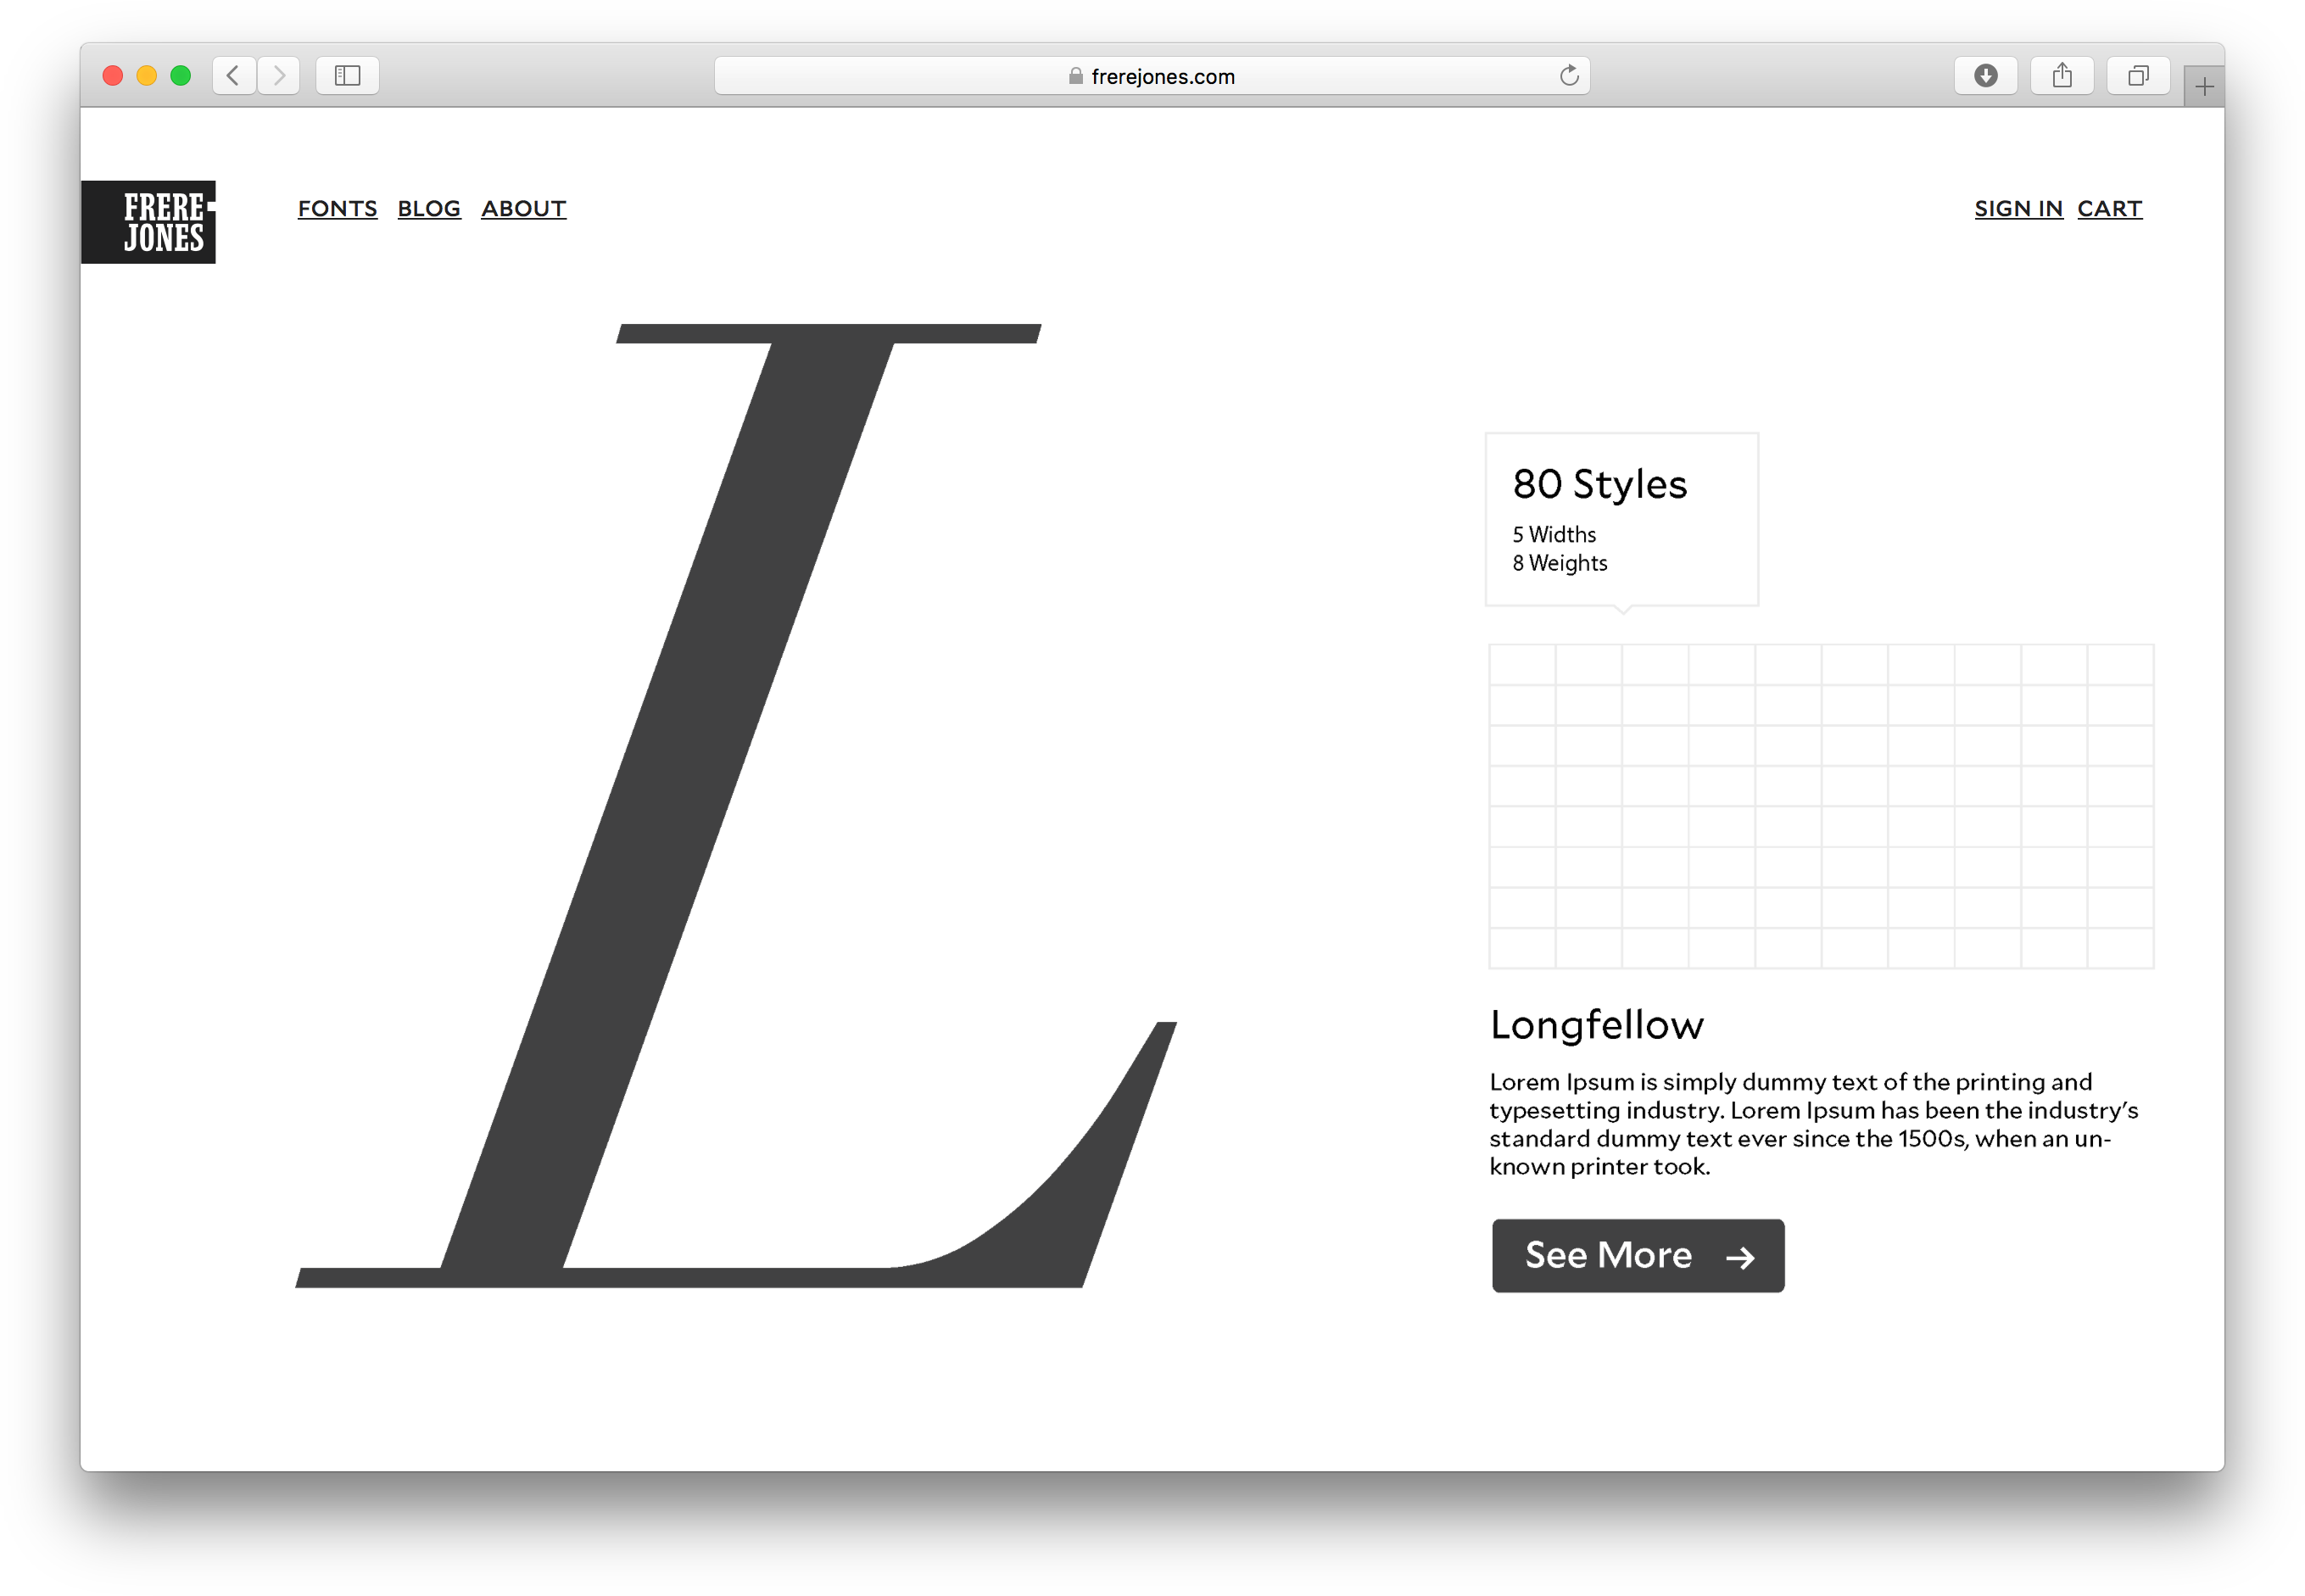 frerejones.com
FRERE-
JONES
FONTS BLOG ABOUT
SIGN IN CART
L
80 Styles
5 Widths
8 Weights
Longfellow
Lorem Ipsum is simply dummy text of the printing and
typesetting industry. Lorem Ipsum has been the industry’s
standard dummy text ever since the 1500s, when an un-
known printer took.
See More →